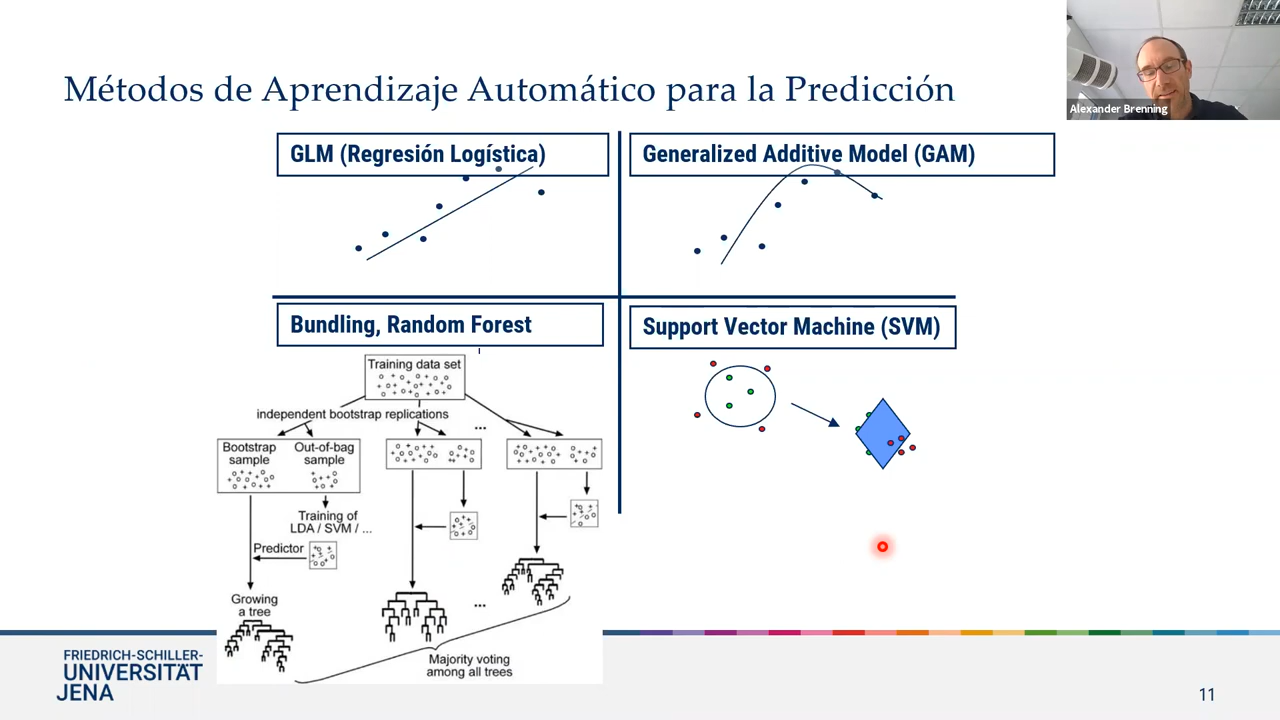 Métodos de Aprendizaje Automático para la Predicción
Alexander Brenning
GLM (Regresión Logística)
Generalized Additive Model (GAM)
Bundling, Random Forest
Support Vector Machine (SVM)
Training data set
independent bootstrap replications
...
Bootstrap
sample
Out-of-bag
sample
Training of
LDA / SVM / ...
Predictor
Growing
a tree
...
Majority voting
among all trees
FRIEDRICH-SCHILLER-
UNIVERSITÄT
JENA
11